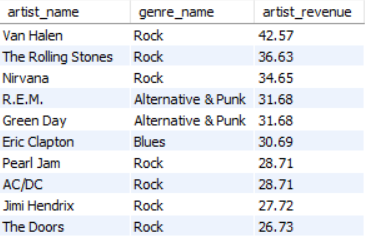 artist_name genre_name artist_revenue
Van Halen Rock 42.57
The Rolling Stones Rock 36.63
Nirvana Rock 34.65
R.E.M. Alternative & Punk 31.68
Green Day Alternative & Punk 31.68
Eric Clapton Blues 30.69
Pearl Jam Rock 28.71
AC/DC Rock 28.71
Jimi Hendrix Rock 27.72
The Doors Rock 26.73